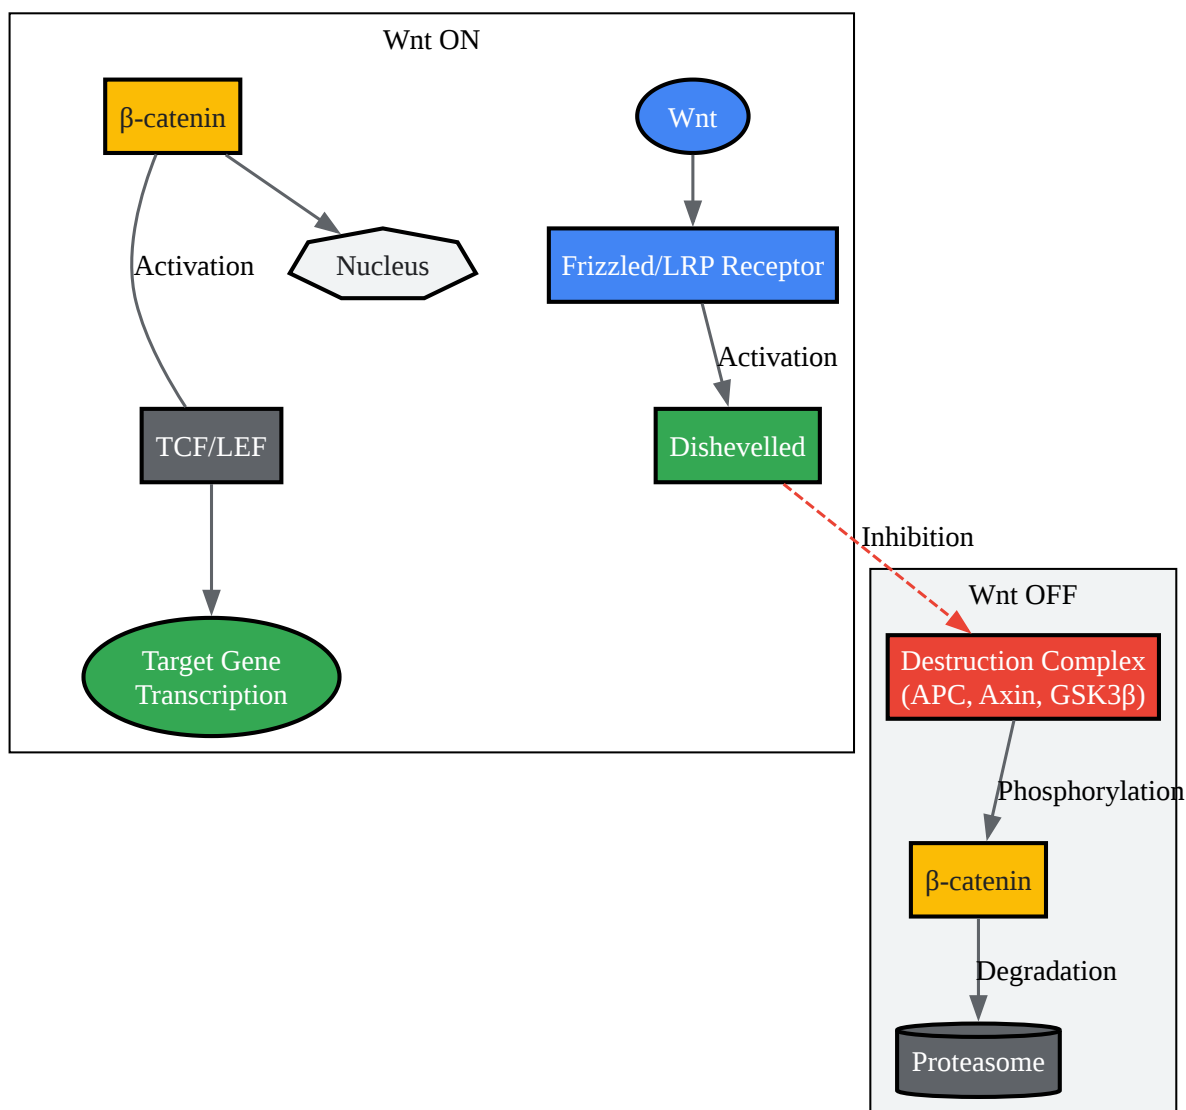 Wnt ON
β-catenin
Wnt
Activation
Nucleus
Frizzled/LRP Receptor
Activation
TCF/LEF
Dishevelled
Inhibition
Target Gene
Transcription
Wnt OFF
Destruction Complex
(APC, Axin, GSK3β)
Phosphorylation
β-catenin
Degradation
Proteasome